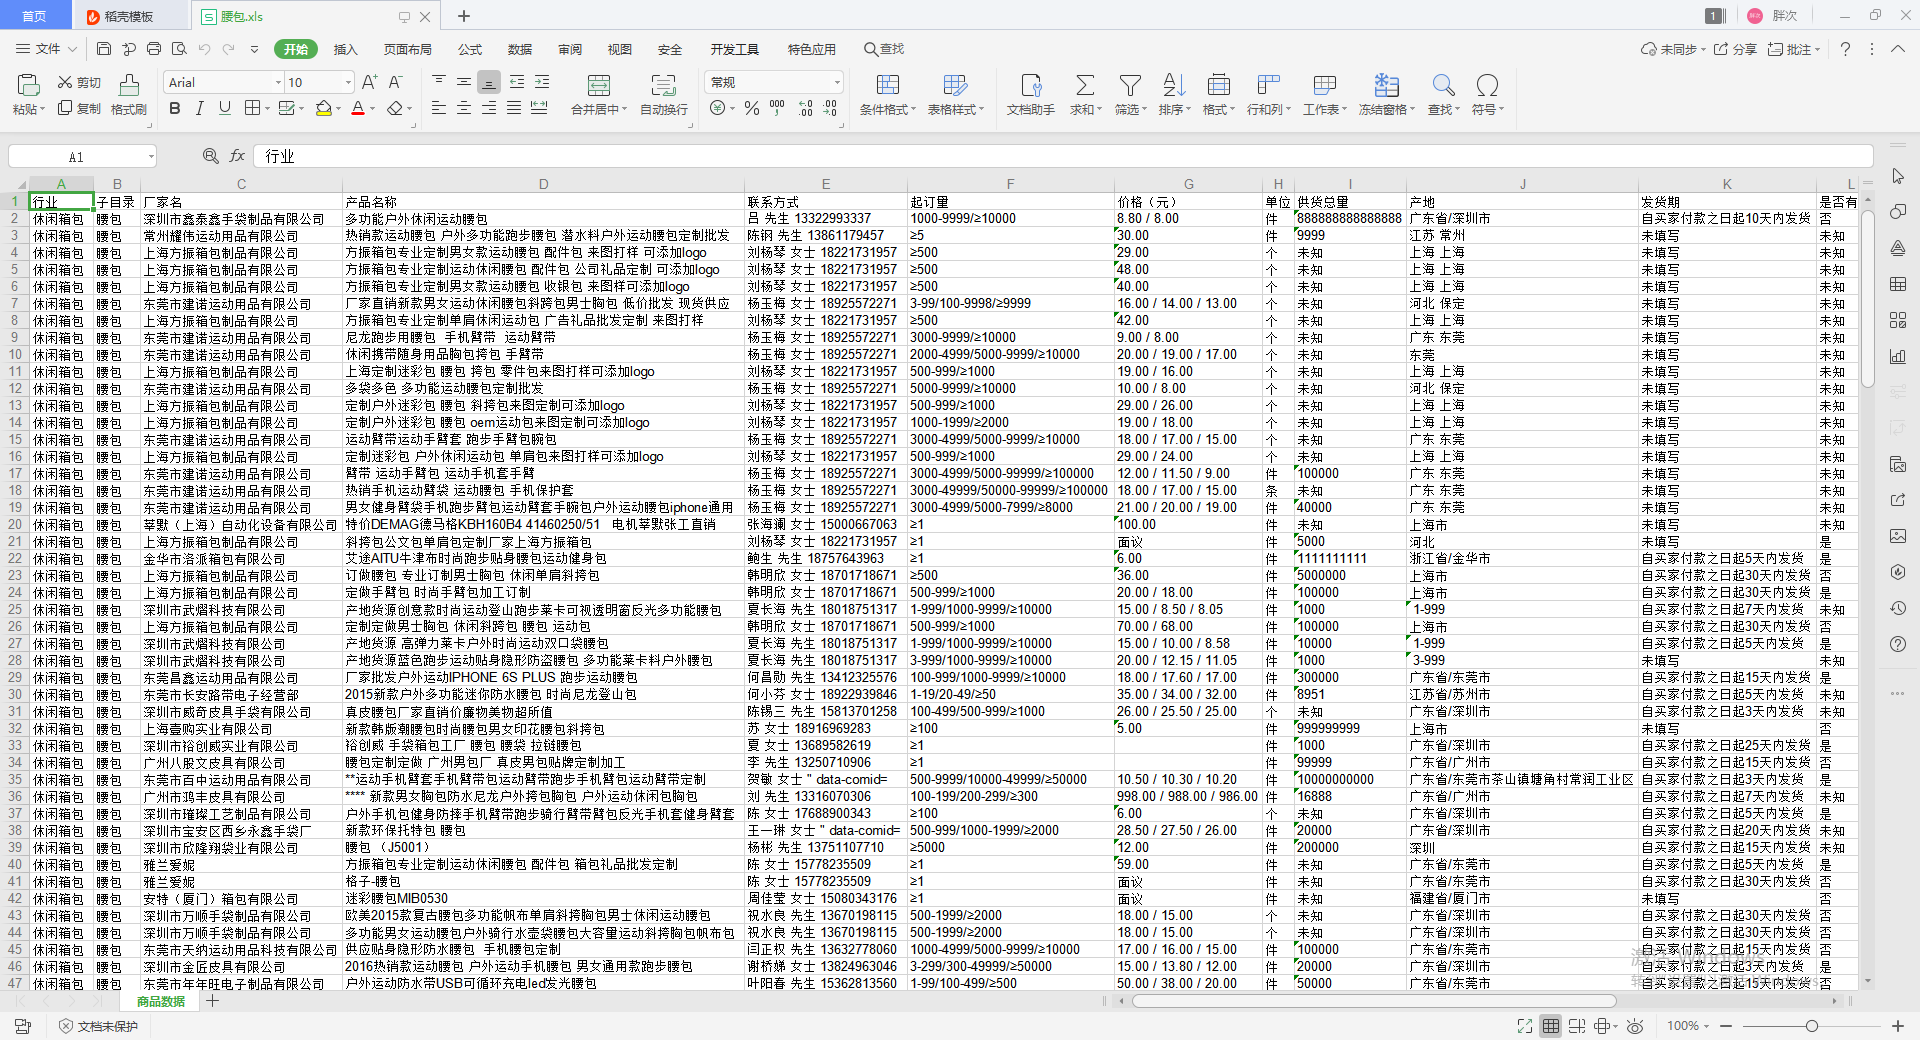 首页 稻壳模板 腰包.xls 1 胖次
文件 开始 插入 页面布局 公式 数据 审阅 视图 安全 开发工具 特色应用 查找 未同步 分享 批注
粘贴 剪切 复制 格式刷 Arial 10 合并居中 自动换行 常规 条件格式 表格样式 文档助手 求和 筛选 排序 格式 行和列 工作表 冻结窗格 查找 符号
A1 fx 行业
A B C D E F G H I J K L
1 行业 子目录 厂家名 产品名称 联系方式 起订量 价格（元） 单位 供货总量 产地 发货期 是否有
2 休闲箱包 腰包 深圳市鑫泰鑫手袋制品有限公司 多功能户外休闲运动腰包 吕 先生 13322993337 1000-9999/≥10000 8.80 / 8.00 件 8888888888888888 广东省/深圳市 自买家付款之日起10天内发货 否
3 休闲箱包 腰包 常州耀伟运动用品有限公司 热销款运动腰包 户外多功能跑步腰包 潜水料户外运动腰包定制批发 陈钢 先生 13861179457 ≥5 30.00 件 9999 江苏 常州 未填写 未知
4 休闲箱包 腰包 上海方振箱包制品有限公司 方振箱包专业定制男女款运动腰包 配件包 来图打样 可添加logo 刘杨琴 女士 18221731957 ≥500 29.00 个 未知 上海 上海 未填写 未知
5 休闲箱包 腰包 上海方振箱包制品有限公司 方振箱包专业定制运动休闲腰包 配件包 公司礼品定制 可添加logo 刘杨琴 女士 18221731957 ≥500 48.00 个 未知 上海 上海 未填写 未知
6 休闲箱包 腰包 上海方振箱包制品有限公司 方振箱包专业定制男女款运动腰包 收银包 来图样可添加logo 刘杨琴 女士 18221731957 ≥500 40.00 个 未知 上海 上海 未填写 未知
7 休闲箱包 腰包 东莞市建诺运动用品有限公司 厂家直销新款男女运动休闲腰包斜跨包男士胸包 低价批发 现货供应 杨玉梅 女士 18925572271 3-99/100-9998/≥9999 16.00 / 14.00 / 13.00 个 未知 河北 保定 未填写 未知
8 休闲箱包 腰包 上海方振箱包制品有限公司 方振箱包专业定制单肩休闲运动包 广告礼品批发定制 来图打样 刘杨琴 女士 18221731957 ≥500 42.00 个 未知 上海 上海 未填写 未知
9 休闲箱包 腰包 东莞市建诺运动用品有限公司 尼龙跑步用腰包 手机臂带 运动臂带 杨玉梅 女士 18925572271 3000-9999/≥10000 9.00 / 8.00 个 未知 广东 东莞 未填写 未知
10 休闲箱包 腰包 东莞市建诺运动用品有限公司 休闲携带随身用品胸包挎包 手臂带 杨玉梅 女士 18925572271 2000-4999/5000-9999/≥10000 20.00 / 19.00 / 17.00 个 未知 东莞 未填写 未知
11 休闲箱包 腰包 上海方振箱包制品有限公司 上海定制迷彩包 腰包 挎包 零件包来图打样可添加logo 刘杨琴 女士 18221731957 500-999/≥1000 19.00 / 16.00 个 未知 上海 上海 未填写 未知
12 休闲箱包 腰包 东莞市建诺运动用品有限公司 多袋多色 多功能运动腰包定制批发 杨玉梅 女士 18925572271 5000-9999/≥10000 10.00 / 8.00 个 未知 河北 保定 未填写 未知
13 休闲箱包 腰包 上海方振箱包制品有限公司 定制户外迷彩包 腰包 斜挎包来图定制可添加logo 刘杨琴 女士 18221731957 500-999/≥1000 29.00 / 26.00 个 未知 上海 上海 未填写 未知
14 休闲箱包 腰包 上海方振箱包制品有限公司 定制户外迷彩包 腰包 oem运动包来图定制可添加logo 刘杨琴 女士 18221731957 1000-1999/≥2000 19.00 / 18.00 个 未知 上海 上海 未填写 未知
15 休闲箱包 腰包 东莞市建诺运动用品有限公司 运动臂带运动手臂套 跑步手臂包腕包 杨玉梅 女士 18925572271 3000-4999/5000-9999/≥10000 18.00 / 17.00 / 15.00 个 未知 广东 东莞 未填写 未知
16 休闲箱包 腰包 上海方振箱包制品有限公司 定制迷彩包 户外休闲运动包 单肩包来图打样可添加logo 刘杨琴 女士 18221731957 500-999/≥1000 29.00 / 24.00 个 未知 上海 上海 未填写 未知
17 休闲箱包 腰包 东莞市建诺运动用品有限公司 臂带 运动手臂包 运动手机套手臂 杨玉梅 女士 18925572271 3000-4999/5000-99999/≥100000 12.00 / 11.50 / 9.00 件 100000 广东 东莞 未填写 未知
18 休闲箱包 腰包 东莞市建诺运动用品有限公司 热销手机运动臂袋 运动腰包 手机保护套 杨玉梅 女士 18925572271 3000-49999/50000-99999/≥100000 18.00 / 17.00 / 15.00 条 未知 广东 东莞 未填写 未知
19 休闲箱包 腰包 东莞市建诺运动用品有限公司 男女健身臂袋手机跑步臂包运动臂套手腕包户外运动腰包iphone通用 杨玉梅 女士 18925572271 3000-4999/5000-7999/≥8000 21.00 / 20.00 / 19.00 件 40000 广东 东莞 未填写 未知
20 休闲箱包 腰包 莘默（上海）自动化设备有限公司 特价DEMAG德马格KBH160B4 41460250/51 电机莘默张工直销 张海澜 女士 15000667063 ≥1 100.00 件 未知 上海市 未填写 未知
21 休闲箱包 腰包 上海方振箱包制品有限公司 斜挎包公文包单肩包定制厂家上海方振箱包 刘杨琴 女士 18221731957 ≥1 面议 件 5000 河北 未填写 是
22 休闲箱包 腰包 金华市洛派箱包有限公司 艾途AITU牛津布时尚跑步贴身腰包运动健身包 鲍生 先生 18757643963 ≥1 6.00 件 1111111111 浙江省/金华市 自买家付款之日起5天内发货 是
23 休闲箱包 腰包 上海方振箱包制品有限公司 订做腰包 专业订制男士胸包 休闲单肩斜挎包 韩明欣 女士 18701718671 ≥500 36.00 件 5000000 上海市 自买家付款之日起30天内发货 否
24 休闲箱包 腰包 上海方振箱包制品有限公司 定做手臂包 时尚手臂包加工订制 韩明欣 女士 18701718671 500-999/≥1000 20.00 / 18.00 件 100000 上海市 自买家付款之日起30天内发货 是
25 休闲箱包 腰包 深圳市武熠科技有限公司 产地货源创意款时尚运动登山跑步莱卡可视透明窗反光多功能腰包 夏长海 先生 18018751317 1-999/1000-9999/≥10000 15.00 / 8.50 / 8.05 件 1000 1-999 自买家付款之日起7天内发货 未知
26 休闲箱包 腰包 上海方振箱包制品有限公司 定制定做男士胸包 休闲斜跨包 腰包 运动包 韩明欣 女士 18701718671 500-999/≥1000 70.00 / 68.00 件 100000 上海市 自买家付款之日起30天内发货 否
27 休闲箱包 腰包 深圳市武熠科技有限公司 产地货源 高弹力莱卡户外时尚运动双口袋腰包 夏长海 先生 18018751317 1-999/1000-9999/≥10000 15.00 / 10.00 / 8.58 件 10000 1-999 自买家付款之日起5天内发货 是
28 休闲箱包 腰包 深圳市武熠科技有限公司 产地货源蓝色跑步运动贴身隐形防盗腰包 多功能莱卡料户外腰包 夏长海 先生 18018751317 3-999/1000-9999/≥10000 20.00 / 12.15 / 11.05 件 1000 3-999 未填写 未知
29 休闲箱包 腰包 东莞昌鑫运动用品有限公司 厂家批发户外运动IPHONE 6S PLUS 跑步运动腰包 何昌勋 先生 13412325576 100-999/1000-9999/≥10000 18.00 / 17.60 / 17.00 件 300000 广东省/东莞市 自买家付款之日起15天内发货 是
30 休闲箱包 腰包 东莞市长安路带电子经营部 2015新款户外多功能迷你防水腰包 时尚尼龙登山包 何小芬 女士 18922939846 1-19/20-49/≥50 35.00 / 34.00 / 32.00 件 8951 江苏省/苏州市 自买家付款之日起5天内发货 未知
31 休闲箱包 腰包 深圳市威奇皮具手袋有限公司 真皮腰包厂家直销价廉物美物超所值 陈锡三 先生 15813701258 100-499/500-999/≥1000 26.00 / 25.50 / 25.00 个 未知 广东省/深圳市 自买家付款之日起3天内发货 未知
32 休闲箱包 腰包 上海壹购实业有限公司 新款韩版潮腰包时尚腰包男女印花腰包斜挎包 苏 女士 18916969283 ≥100 5.00 件 999999999 上海市 未填写 否
33 休闲箱包 腰包 深圳市裕创威实业有限公司 裕创威 手袋箱包工厂 腰包 腰袋 拉链腰包 夏 女士 13689582619 ≥1 件 1000 广东省/深圳市 自买家付款之日起25天内发货 是
34 休闲箱包 腰包 广州八股文皮具有限公司 腰包定制定做 广州男包厂 真皮男包贴牌定制加工 李 先生 13250710906 ≥1 件 99999 广东省/广州市 自买家付款之日起15天内发货 否
35 休闲箱包 腰包 东莞市百中运动用品有限公司 **运动手机臂套手机臂带包运动臂带跑步手机臂包运动臂带定制 贺敏 女士 " data-comid= 500-9999/10000-49999/≥50000 10.50 / 10.30 / 10.20 件 10000000000 广东省/东莞市茶山镇塘角村常润工业区 自买家付款之日起3天内发货 是
36 休闲箱包 腰包 广州市鸿丰皮具有限公司 **** 新款男女胸包防水尼龙户外挎包胸包 户外运动休闲包胸包 刘 先生 13316070306 100-199/200-299/≥300 998.00 / 988.00 / 986.00 件 16888 广东省/广州市 自买家付款之日起7天内发货 未知
37 休闲箱包 腰包 深圳市璀璨工艺制品有限公司 户外手机包健身防摔手机臂带跑步骑行臂带臂包反光手机套健身臂套 陈 女士 17688900343 ≥100 6.00 个 未知 广东省/深圳市 自买家付款之日起5天内发货 是
38 休闲箱包 腰包 深圳市宝安区西乡永鑫手袋厂 新款环保托特包 腰包 王一琳 女士 " data-comid= 500-999/1000-1999/≥2000 28.50 / 27.50 / 26.00 件 20000 广东省/深圳市 自买家付款之日起20天内发货 未知
39 休闲箱包 腰包 深圳市欣隆翔袋业有限公司 腰包 （J5001） 杨彬 先生 13751107710 ≥5000 12.00 件 200000 深圳 自买家付款之日起15天内发货 未知
40 休闲箱包 腰包 雅兰爱妮 方振箱包专业定制运动休闲腰包 配件包 箱包礼品批发定制 陈 女士 15778235509 ≥1 59.00 件 未知 广东省/东莞市 自买家付款之日起5天内发货 是
41 休闲箱包 腰包 雅兰爱妮 格子-腰包 陈 女士 15778235509 ≥1 面议 件 未知 广东省/东莞市 自买家付款之日起30天内发货 否
42 休闲箱包 腰包 安特（厦门）箱包有限公司 迷彩腰包MIB0530 周佳莹 女士 15080343176 ≥1 面议 件 未知 福建省/厦门市 未填写 否
43 休闲箱包 腰包 深圳市万顺手袋制品有限公司 欧美2015款复古腰包多功能帆布单肩斜挎胸包男士休闲运动腰包 祝水良 先生 13670198115 500-1999/≥2000 18.00 / 15.00 个 未知 广东省/深圳市 自买家付款之日起30天内发货 否
44 休闲箱包 腰包 深圳市万顺手袋制品有限公司 多功能男女运动腰包户外骑行水壶袋腰包大容量运动斜挎胸包帆布包 祝水良 先生 13670198115 500-1999/≥2000 18.00 / 15.00 个 未知 广东省/深圳市 自买家付款之日起30天内发货 否
45 休闲箱包 腰包 东莞市天纳运动用品科技有限公司 供应贴身隐形防水腰包 手机腰包定制 闫正权 先生 13632778060 1000-4999/5000-9999/≥10000 17.00 / 16.00 / 15.00 件 100000 广东省/东莞市 自买家付款之日起15天内发货 否
46 休闲箱包 腰包 深圳市金匠皮具有限公司 2016热销款运动腰包 户外运动手机腰包 男女通用款跑步腰包 谢桥娣 女士 13824963046 3-299/300-49999/≥50000 15.00 / 13.80 / 12.00 件 20000 广东省/深圳市 自买家付款之日起3天内发货 是
47 休闲箱包 腰包 东莞市年年旺电子制品有限公司 户外运动防水带USB可循环充电led发光腰包 叶阳春 先生 15362813560 1-99/100-499/≥500 50.00 / 38.00 / 20.00 件 50000 广东省/东莞市 自买家付款之日起15天内发货 否
商品数据
文档未保护 100%